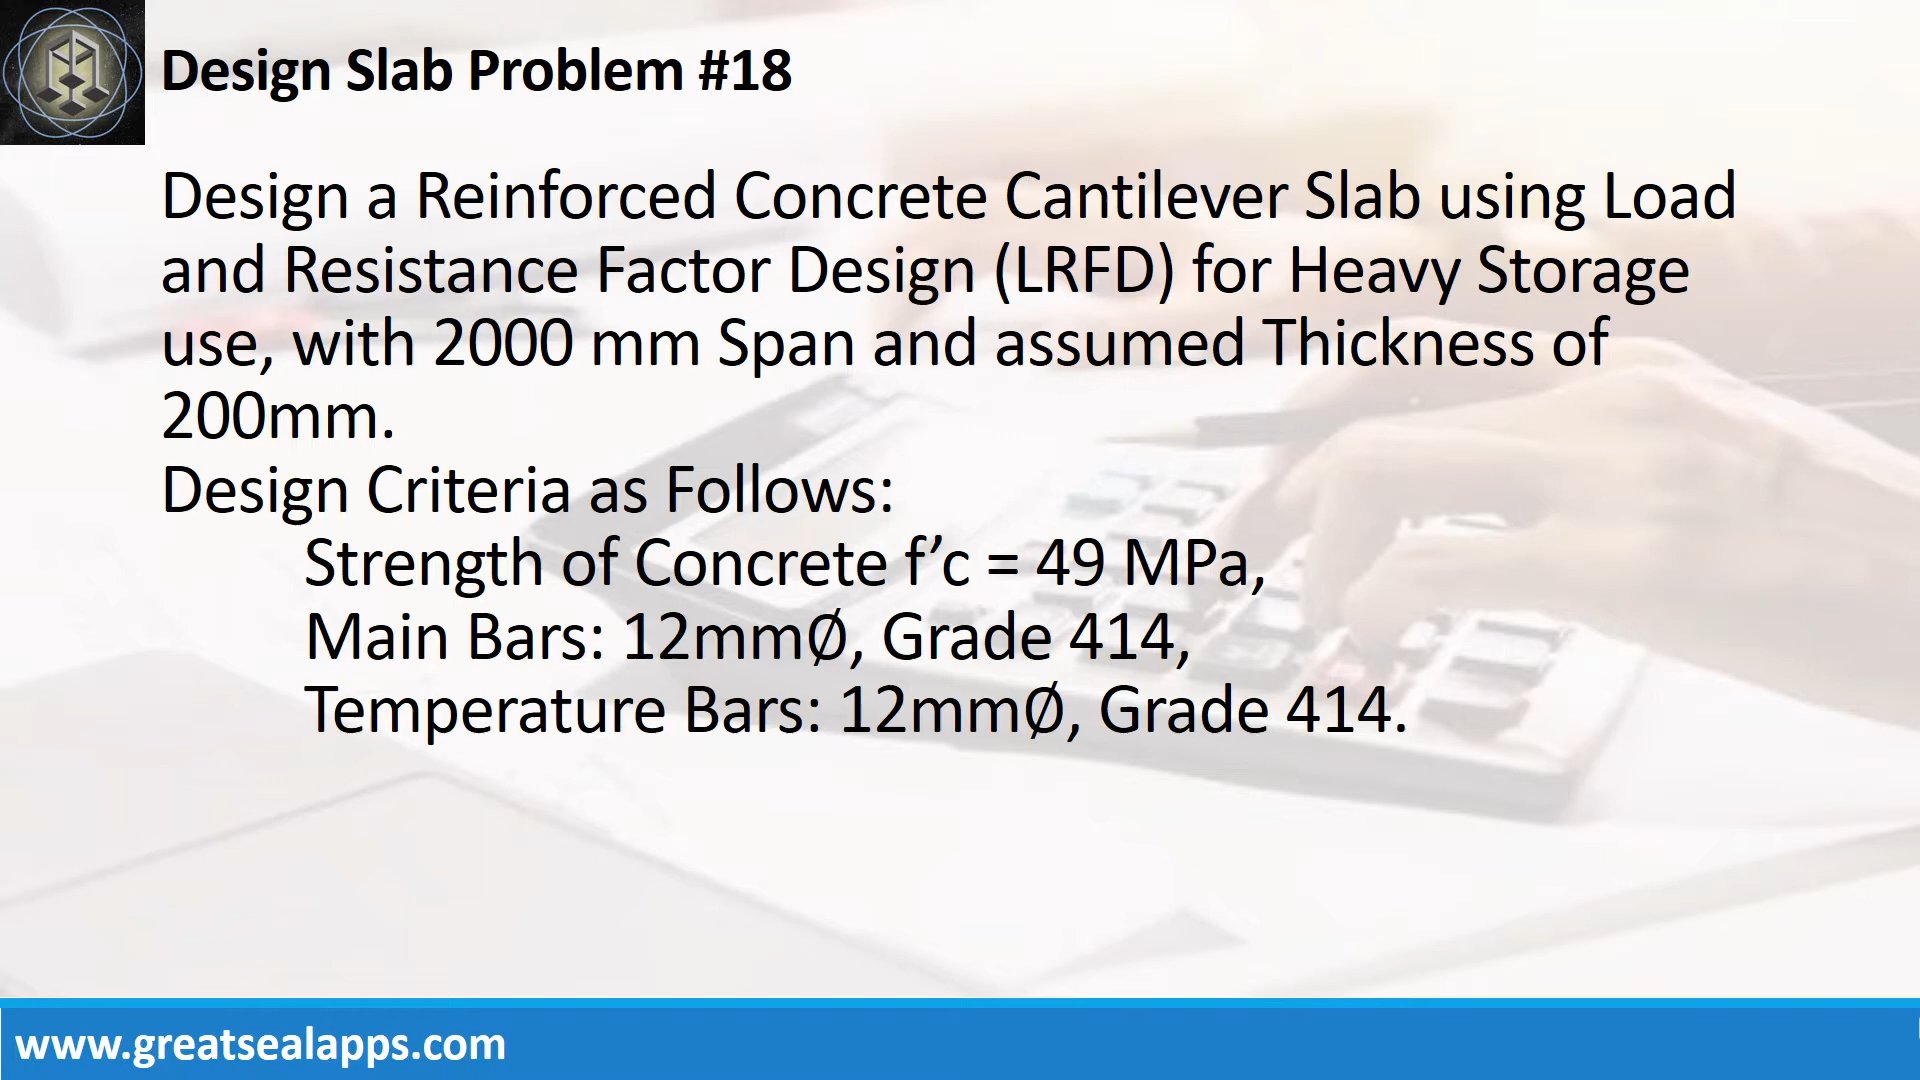 Design Slab Problem #18
Design a Reinforced Concrete Cantilever Slab using Load
and Resistance Factor Design (LRFD) for Heavy Storage
use, with 2000 mm Span and assumed Thickness of
200mm.
Design Criteria as Follows:
Strength of Concrete f’c = 49 MPa,
Main Bars: 12mmØ, Grade 414,
Temperature Bars: 12mmØ, Grade 414.
www.greatsealapps.com